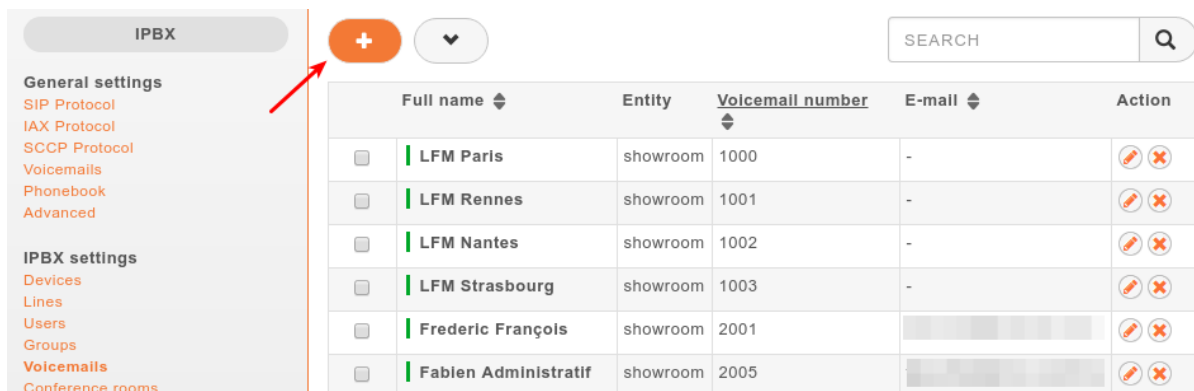 IPBX
General settings
SIP Protocol
IAX Protocol
SCCP Protocol
Voicemails
Phonebook
Advanced
IPBX settings
Devices
Lines
Users
Groups
Voicemails
Conference rooms
SEARCH
Full name Entity Voicemail number E-mail Action
LFM Paris showroom 1000 -
LFM Rennes showroom 1001 -
LFM Nantes showroom 1002 -
LFM Strasbourg showroom 1003 -
Frederic François showroom 2001
Fabien Administratif showroom 2005